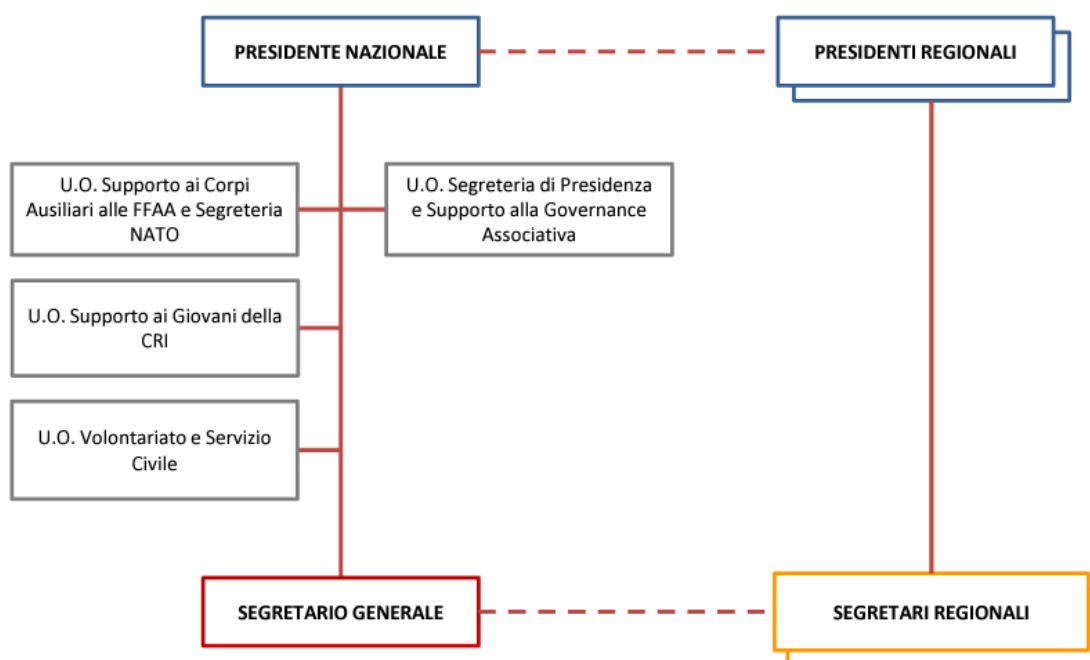 PRESIDENTE NAZIONALE
PRESIDENTI REGIONALI
U.O. Supporto ai Corpi
Ausiliari alle FFAA e Segreteria
NATO
U.O. Segreteria di Presidenza
e Supporto alla Governance
Associativa
U.O. Supporto ai Giovani della
CRI
U.O. Volontariato e Servizio
Civile
SEGRETARIO GENERALE
SEGRETARI REGIONALI